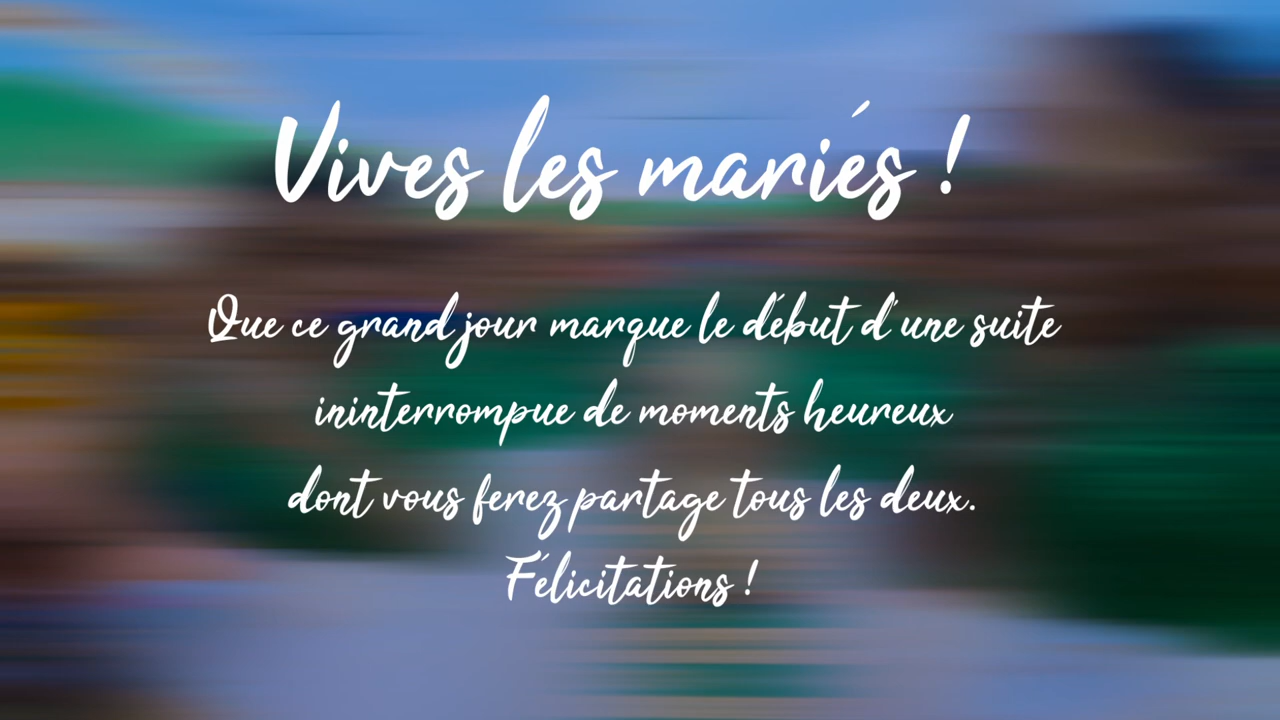 Vives les mariés !
Que ce grand jour marque le début d'une suite
ininterrompue de moments heureux
dont vous ferez partage tous les deux.
Félicitations !